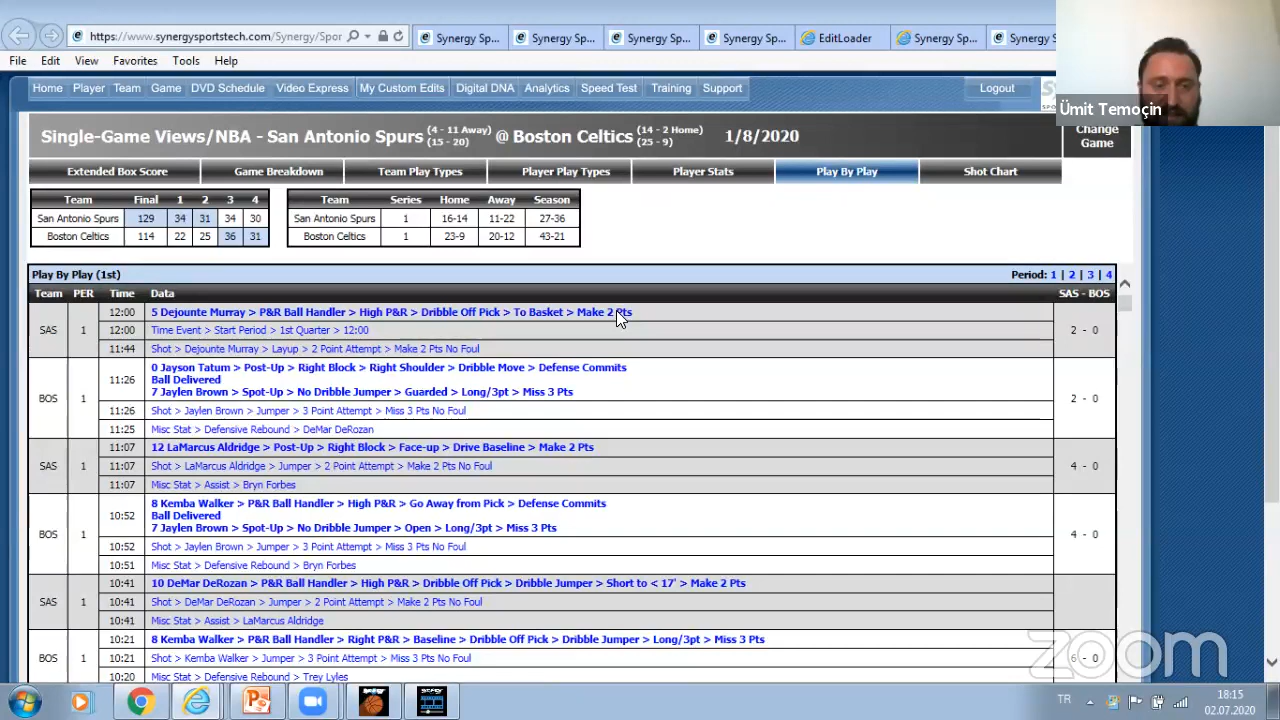 https://www.synergysportstech.com/Synergy/Spor
Synergy Sp...
Synergy Sp...
Synergy Sp...
Synergy Sp...
EditLoader
Synergy Sp...
Synergy
File Edit View Favorites Tools Help
Home Player Team Game DVD Schedule Video Express My Custom Edits Digital DNA Analytics Speed Test Training Support Logout
Ümit Temoçin
Single-Game Views/NBA - San Antonio Spurs (4 - 11 Away) (15 - 20) @ Boston Celtics (14 - 2 Home) (25 - 9) 1/8/2020
Change Game
Extended Box Score Game Breakdown Team Play Types Player Play Types Player Stats Play By Play Shot Chart
Team Final 1 2 3 4
San Antonio Spurs 129 34 31 34 30
Boston Celtics 114 22 25 36 31
Team Series Home Away Season
San Antonio Spurs 1 16-14 11-22 27-36
Boston Celtics 1 23-9 20-12 43-21
Play By Play (1st) Period: 1 | 2 | 3 | 4
Team PER Time Data SAS - BOS
SAS 1 2 - 0
12:00 5 Dejounte Murray > P&R Ball Handler > High P&R > Dribble Off Pick > To Basket > Make 2 Pts
12:00 Time Event > Start Period > 1st Quarter > 12:00
11:44 Shot > Dejounte Murray > Layup > 2 Point Attempt > Make 2 Pts No Foul
BOS 1 2 - 0
11:26 0 Jayson Tatum > Post-Up > Right Block > Right Shoulder > Dribble Move > Defense Commits
Ball Delivered
7 Jaylen Brown > Spot-Up > No Dribble Jumper > Guarded > Long/3pt > Miss 3 Pts
11:26 Shot > Jaylen Brown > Jumper > 3 Point Attempt > Miss 3 Pts No Foul
11:25 Misc Stat > Defensive Rebound > DeMar DeRozan
SAS 1 4 - 0
11:07 12 LaMarcus Aldridge > Post-Up > Right Block > Face-up > Drive Baseline > Make 2 Pts
11:07 Shot > LaMarcus Aldridge > Jumper > 2 Point Attempt > Make 2 Pts No Foul
11:07 Misc Stat > Assist > Bryn Forbes
BOS 1 4 - 0
10:52 8 Kemba Walker > P&R Ball Handler > High P&R > Go Away from Pick > Defense Commits
Ball Delivered
7 Jaylen Brown > Spot-Up > No Dribble Jumper > Open > Long/3pt > Miss 3 Pts
10:52 Shot > Jaylen Brown > Jumper > 3 Point Attempt > Miss 3 Pts No Foul
10:51 Misc Stat > Defensive Rebound > Bryn Forbes
SAS 1
10:41 10 DeMar DeRozan > P&R Ball Handler > High P&R > Dribble Off Pick > Dribble Jumper > Short to < 17' > Make 2 Pts
10:41 Shot > DeMar DeRozan > Jumper > 2 Point Attempt > Make 2 Pts No Foul
10:41 Misc Stat > Assist > LaMarcus Aldridge
BOS 1 6 - 0
10:21 8 Kemba Walker > P&R Ball Handler > Right P&R > Baseline > Dribble Off Pick > Dribble Jumper > Long/3pt > Miss 3 Pts
10:21 Shot > Kemba Walker > Jumper > 3 Point Attempt > Miss 3 Pts No Foul
10:20 Misc Stat > Defensive Rebound > Trey Lyles
zoom
TR
18:15
02.07.2020